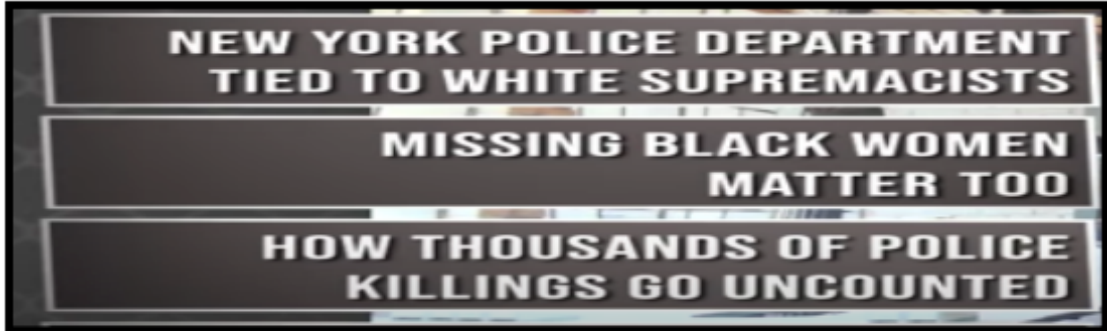 NEW YORK POLICE DEPARTMENT
TIED TO WHITE SUPREMACISTS
MISSING BLACK WOMEN
MATTER TOO
HOW THOUSANDS OF POLICE
KILLINGS GO UNCOUNTED